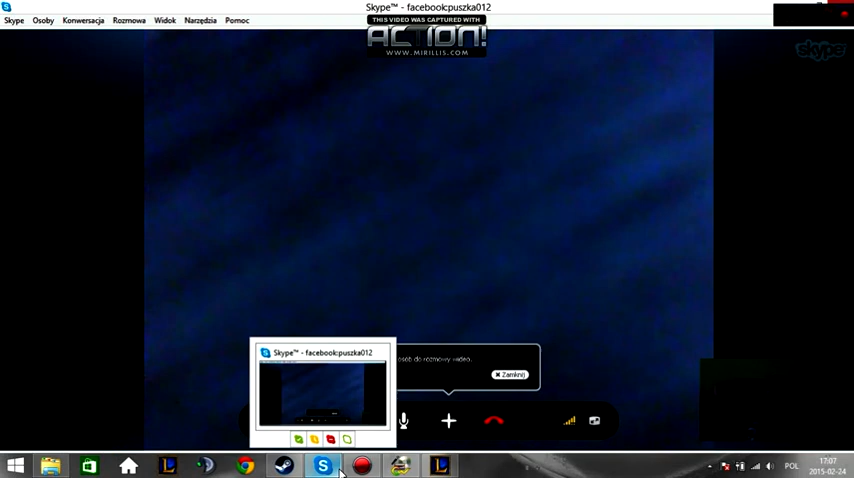 Skype™ - facebook:puszka012
Skype Osoby Konwersacja Rozmowa Widok Narzędzia Pomoc
THIS VIDEO WAS CAPTURED WITH
ACTION!
WWW.MIRILLIS.COM
skype
Skype™ - facebook:puszka012
osób do rozmowy wideo.
Zamknij
POL
17:07
2015-02-24